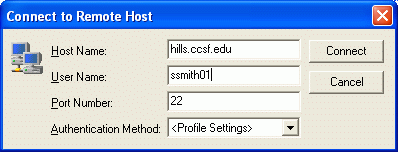 Connect to Remote Host
Host Name: hills.ccsf.edu Connect
User Name: ssmith01 Cancel
Port Number: 22
Authentication Method: <Profile Settings>